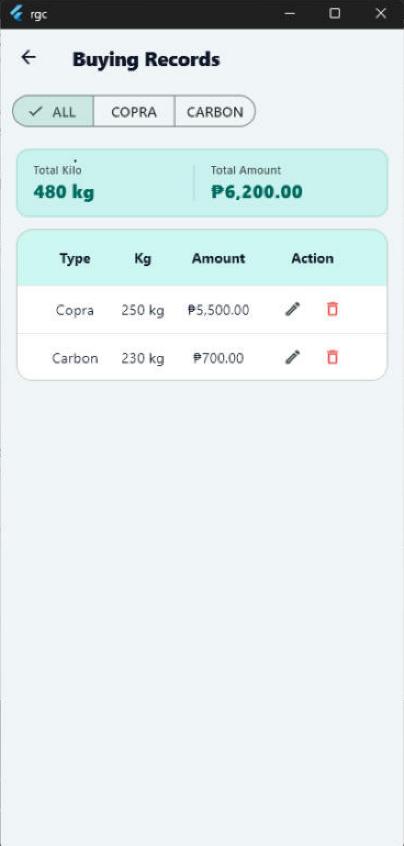 rgc
Buying Records
ALL COPRA CARBON
Total Kilo Total Amount
480 kg ₱6,200.00
Type Kg Amount Action
Copra 250 kg ₱5,500.00
Carbon 230 kg ₱700.00